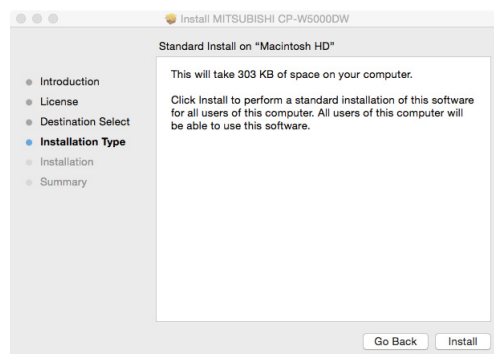 Install MITSUBISHI CP-W5000DW
Standard Install on “Macintosh HD”
Introduction
License
Destination Select
Installation Type
Installation
Summary
This will take 303 KB of space on your computer.
Click Install to perform a standard installation of this software
for all users of this computer. All users of this computer will
be able to use this software.
Go Back
Install